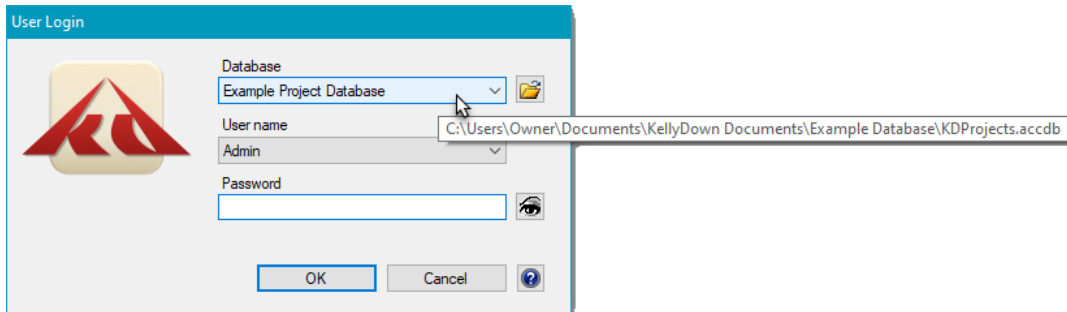 User Login
Database
Example Project Database
User name
C:\Users\Owner\Documents\KellyDown Documents\Example Database\KDProjects.accdb
Admin
Password
OK Cancel